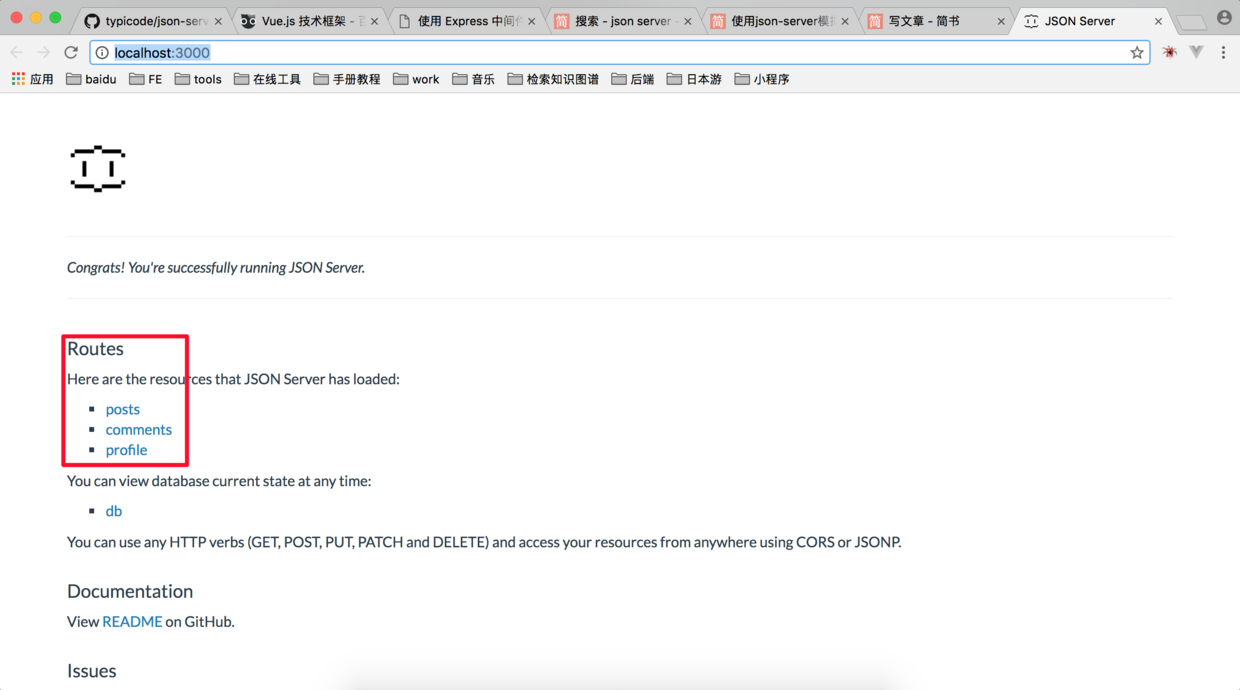 typicode/json-serv
Vue.js 技术框架 - 百
使用 Express 中间件
搜索 - json server -
使用json-server模拟
写文章 - 简书
JSON Server
localhost:3000
应用 baidu FE tools 在线工具 手册教程 work 音乐 检索知识图谱 后端 日本游 小程序
Congrats! You're successfully running JSON Server.
Routes
Here are the resources that JSON Server has loaded:
posts
comments
profile
You can view database current state at any time:
db
You can use any HTTP verbs (GET, POST, PUT, PATCH and DELETE) and access your resources from anywhere using CORS or JSONP.
Documentation
View README on GitHub.
Issues